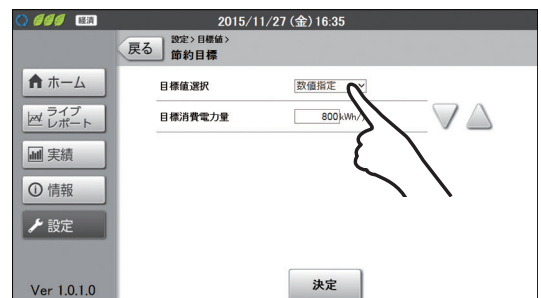 経済
2015/11/27 (金) 16:35
戻る
設定＞目標値＞
節約目標
ホーム
ライブ
レポート
実績
情報
設定
目標値選択
数値指定
目標消費電力量
800 kWh/
決定
Ver 1.0.1.0